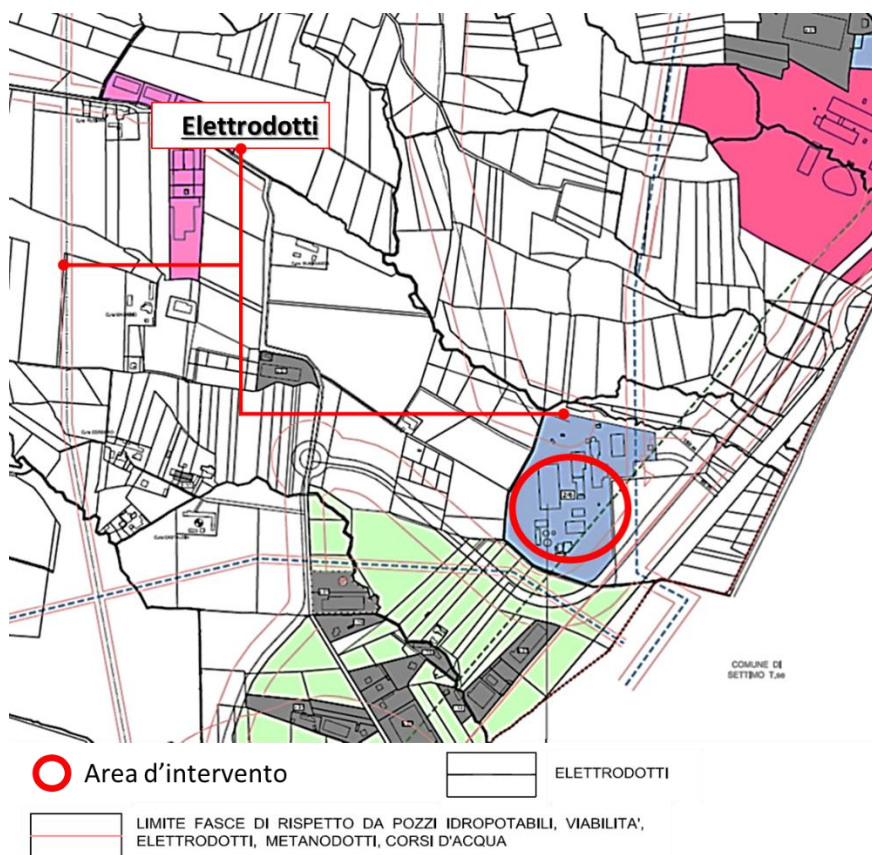 Elettrodotti
COMUNE DI
SETTIMO T.se
Area d'intervento
ELETTRODOTTI
LIMITE FASCE DI RISPETTO DA POZZI IDROPOTABILI, VIABILITA',
ELETTRODOTTI, METANODOTTI, CORSI D'ACQUA